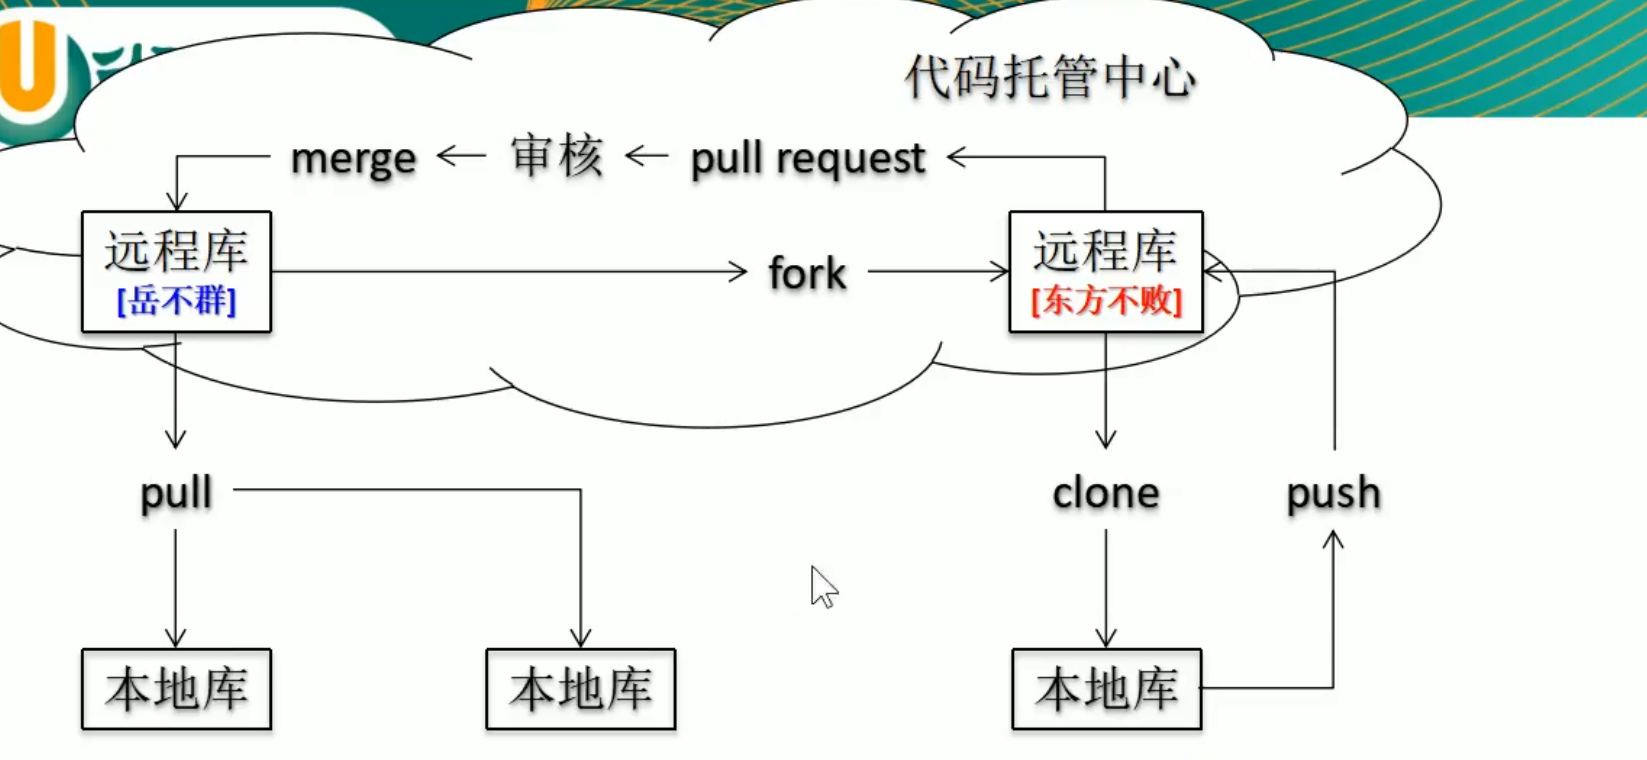 代码托管中心
merge
审核
pull request
远程库
[岳不群]
fork
远程库
[东方不败]
pull
clone
push
本地库
本地库
本地库